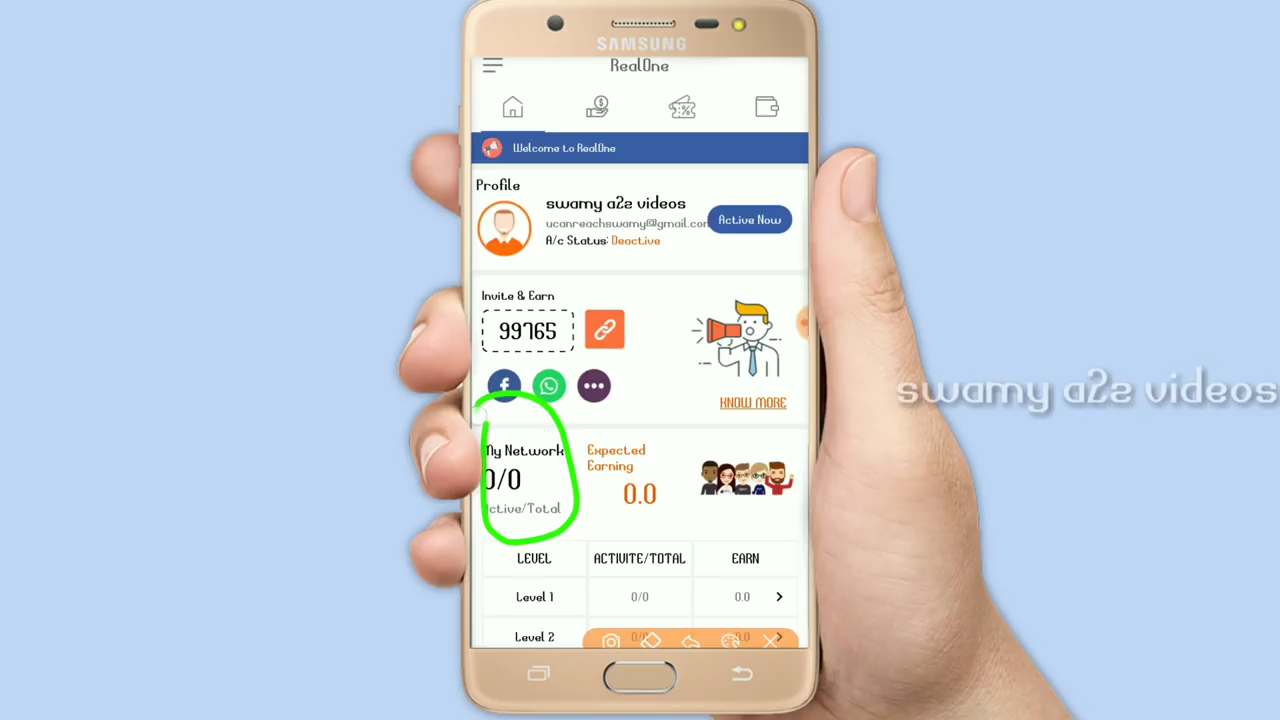 SAMSUNG
RealOne
Welcome to RealOne
Profile
swamy a2z videos
ucanreachswamy@gmail.com
Active Now
A/c Status: Deactive
Invite & Earn
99765
KNOW MORE
My Network
0/0
Active/Total
Expected
Earning
0.0
LEVEL ACTIVITE/TOTAL EARN
Level 1 0/0 0.0
Level 2 0/0 0.0
swamy a2z videos